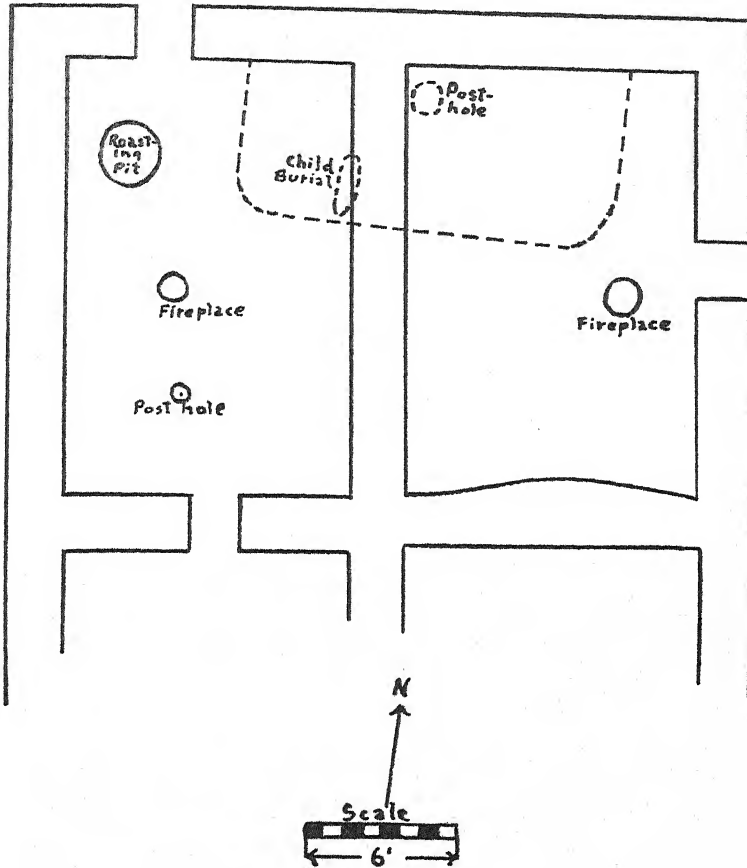 Roast-
ing
Pit
Post-
hole
Child
Burial
Fireplace
Fireplace
Post hole
N
Scale
6'